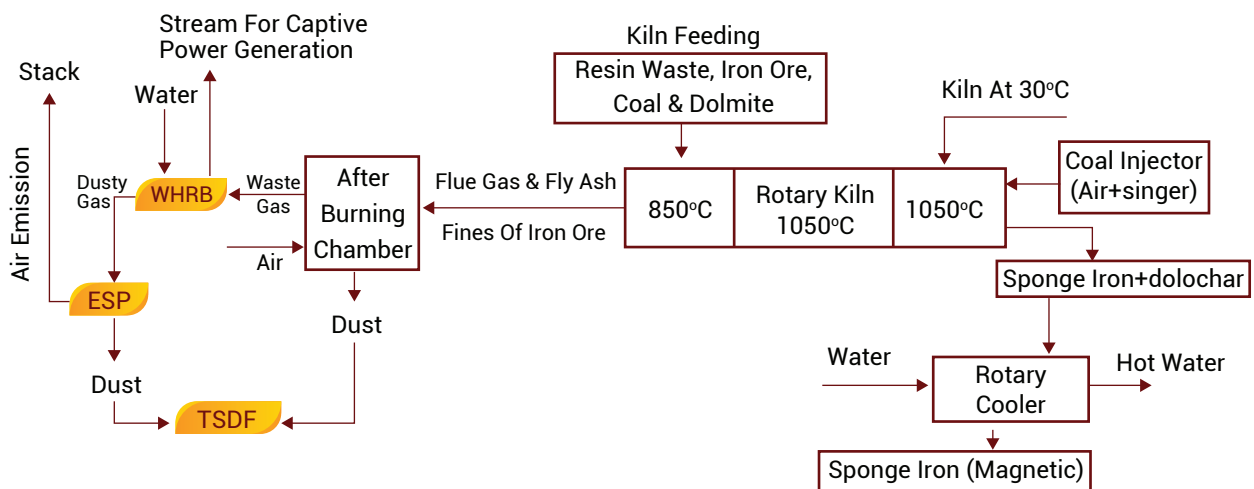 Stream For Captive
Power Generation
Stack
Water
Air Emission
Dusty
Gas
WHRB
Waste
Gas
Air
ESP
Dust
TSDF
After
Burning
Chamber
Dust
Flue Gas & Fly Ash
Fines Of Iron Ore
Kiln Feeding
Resin Waste, Iron Ore,
Coal & Dolmite
850°C
Rotary Kiln
1050°C
1050°C
Kiln At 30°C
Coal Injector
(Air+singer)
Sponge Iron+dolochar
Water
Rotary
Cooler
Hot Water
Sponge Iron (Magnetic)